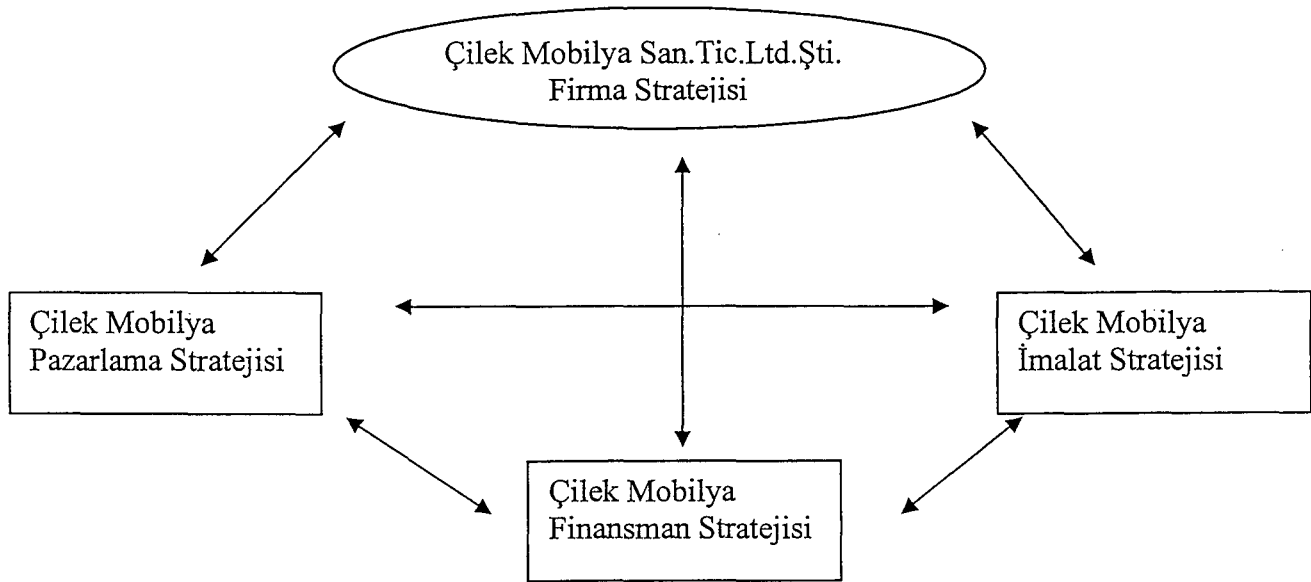 Çilek Mobilya San.Tic.Ltd.Şti.
Firma Stratejisi
Çilek Mobilya
Pazarlama Stratejisi
Çilek Mobilya
İmalat Stratejisi
Çilek Mobilya
Finansman Stratejisi